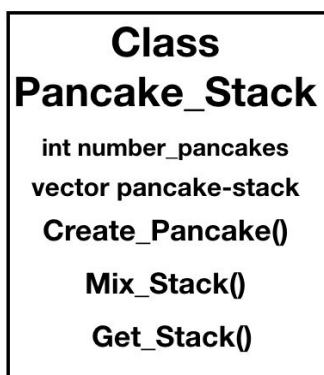 Class
Pancake_Stack
int number_pancakes
vector pancake-stack
Create_Pancake()
Mix_Stack()
Get_Stack()